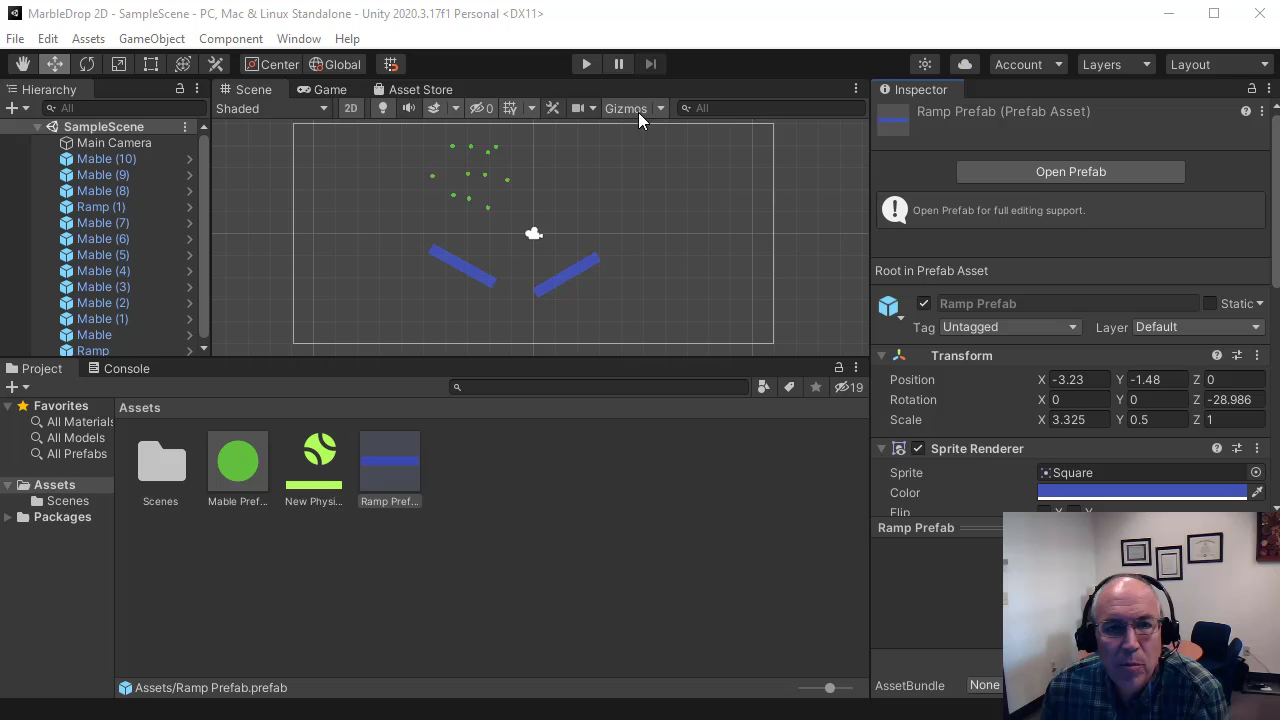 MarbleDrop 2D - SampleScene - PC, Mac & Linux Standalone - Unity 2020.3.17f1 Personal <DX11>
File Edit Assets GameObject Component Window Help
Center Global Account Layers Layout
Hierarchy
All
SampleScene
Main Camera
Mable (10)
Mable (9)
Mable (8)
Ramp (1)
Mable (7)
Mable (6)
Mable (5)
Mable (4)
Mable (3)
Mable (2)
Mable (1)
Mable
Ramp
Scene Game Asset Store
Shaded 2D 0 Gizmos All
Project Console
19
Favorites
All Materials
All Models
All Prefabs
Assets
Scenes
Packages
Assets
Scenes Mable Pref... New Physi... Ramp Pref...
Assets/Ramp Prefab.prefab
Inspector
Ramp Prefab (Prefab Asset)
Open Prefab
Open Prefab for full editing support.
Root in Prefab Asset
Ramp Prefab Static
Tag Untagged Layer Default
Transform
Position X -3.23 Y -1.48 Z 0
Rotation X 0 Y 0 Z -28.986
Scale X 3.325 Y 0.5 Z 1
Sprite Renderer
Sprite Square
Color
Flip X Y
Ramp Prefab
AssetBundle None